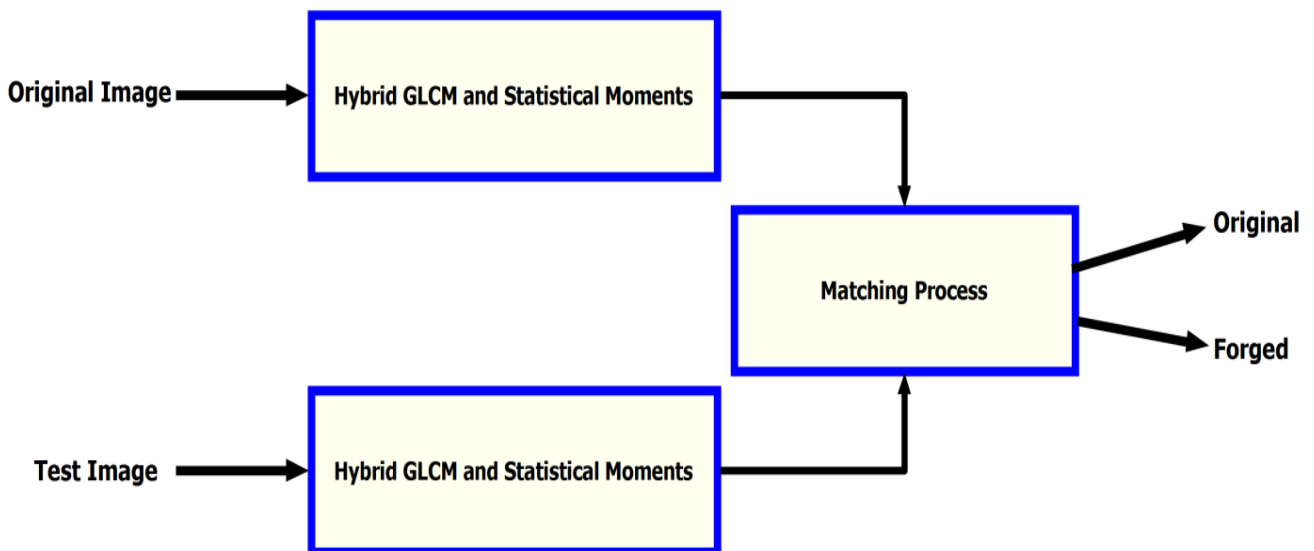 Original Image
Hybrid GLCM and Statistical Moments
Matching Process
Original
Forged
Test Image
Hybrid GLCM and Statistical Moments